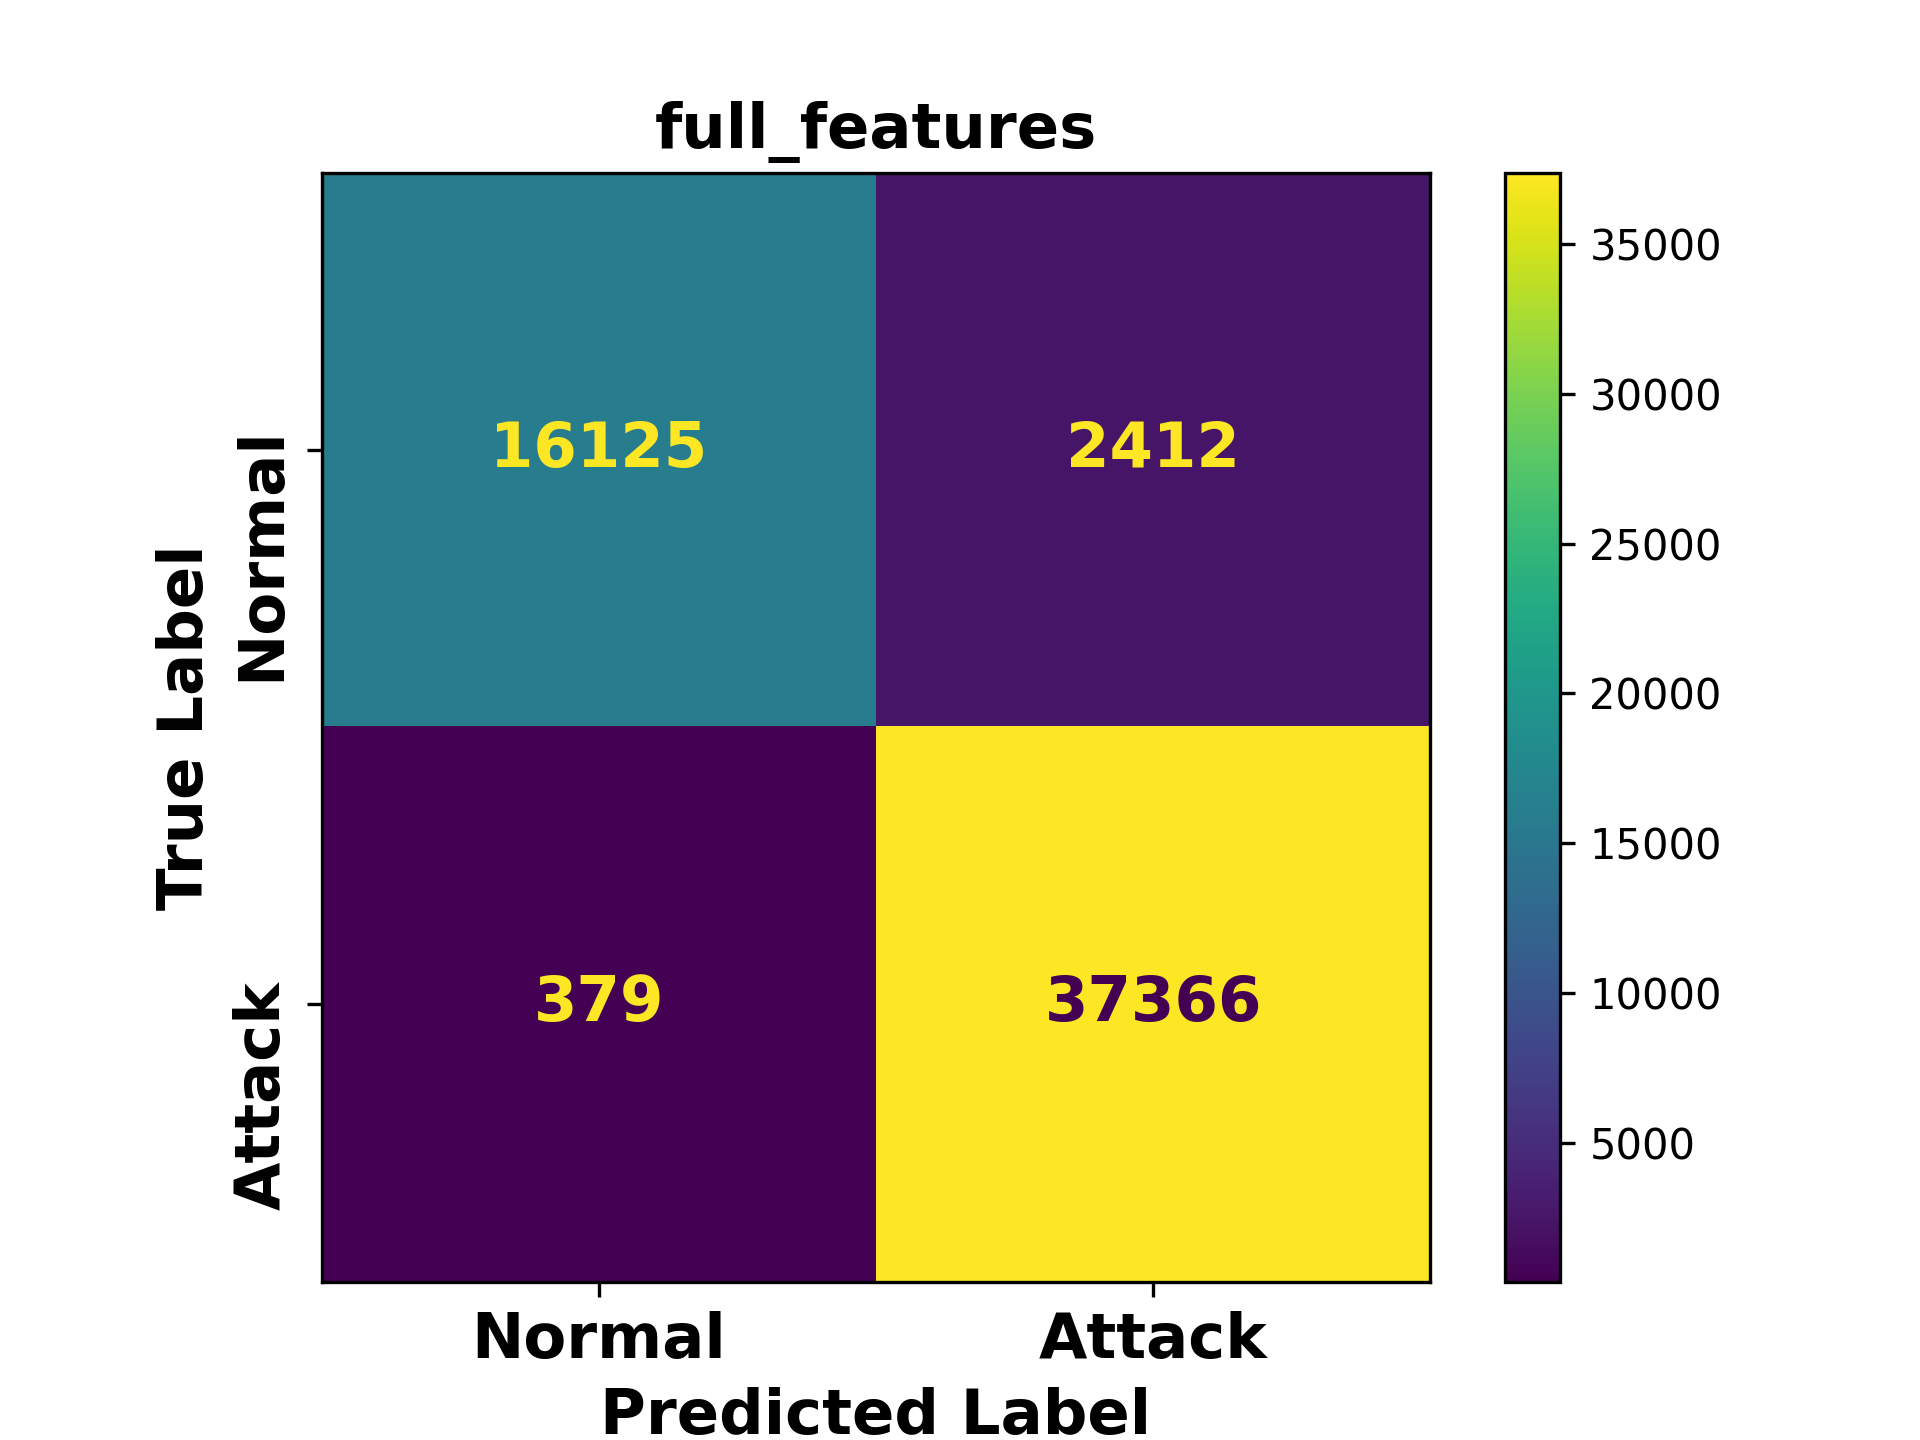 full_features
True Label
Normal
Attack
16125
2412
379
37366
Normal
Attack
Predicted Label
35000
30000
25000
20000
15000
10000
5000